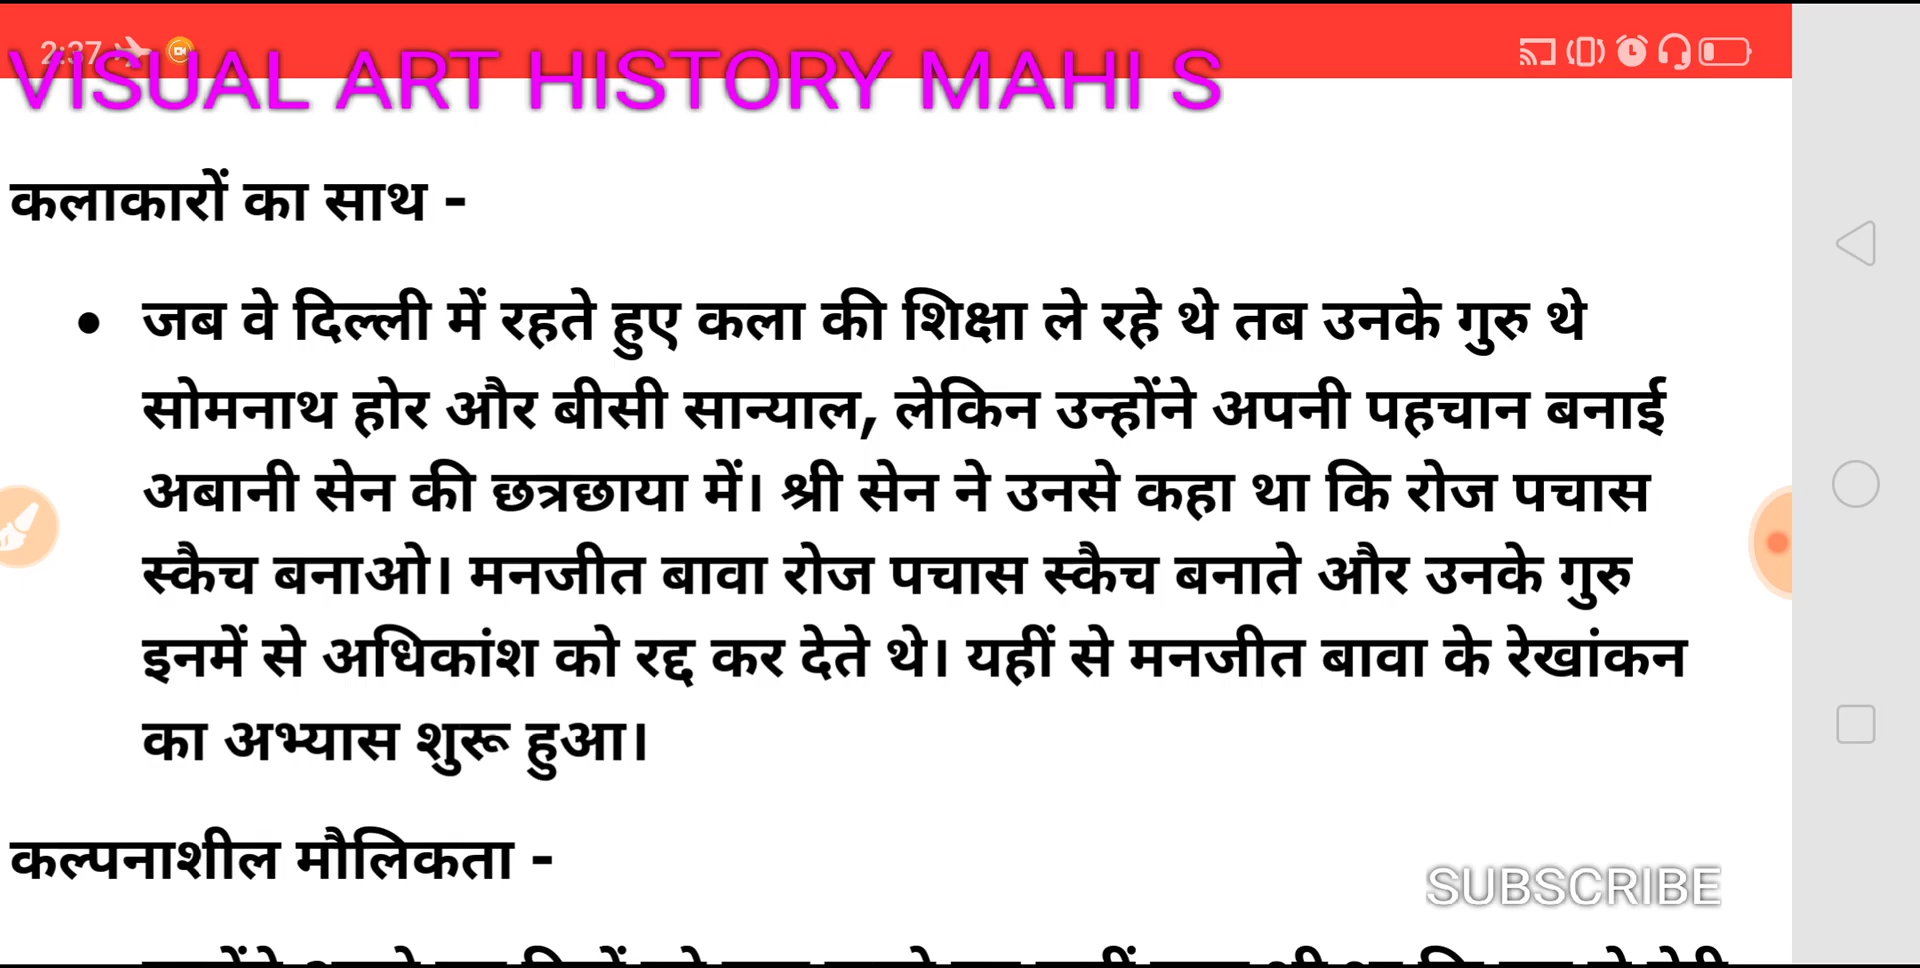 2:37
VISUAL ART HISTORY MAHI S
कलाकारों का साथ -
• जब वे दिल्ली में रहते हुए कला की शिक्षा ले रहे थे तब उनके गुरु थे
सोमनाथ होर और बीसी सान्याल, लेकिन उन्होंने अपनी पहचान बनाई
अबानी सेन की छत्रछाया में। श्री सेन ने उनसे कहा था कि रोज पचास
स्कैच बनाओ। मनजीत बावा रोज पचास स्कैच बनाते और उनके गुरु
इनमें से अधिकांश को रद्द कर देते थे। यहीं से मनजीत बावा के रेखांकन
का अभ्यास शुरू हुआ।
कल्पनाशील मौलिकता -
SUBSCRIBE